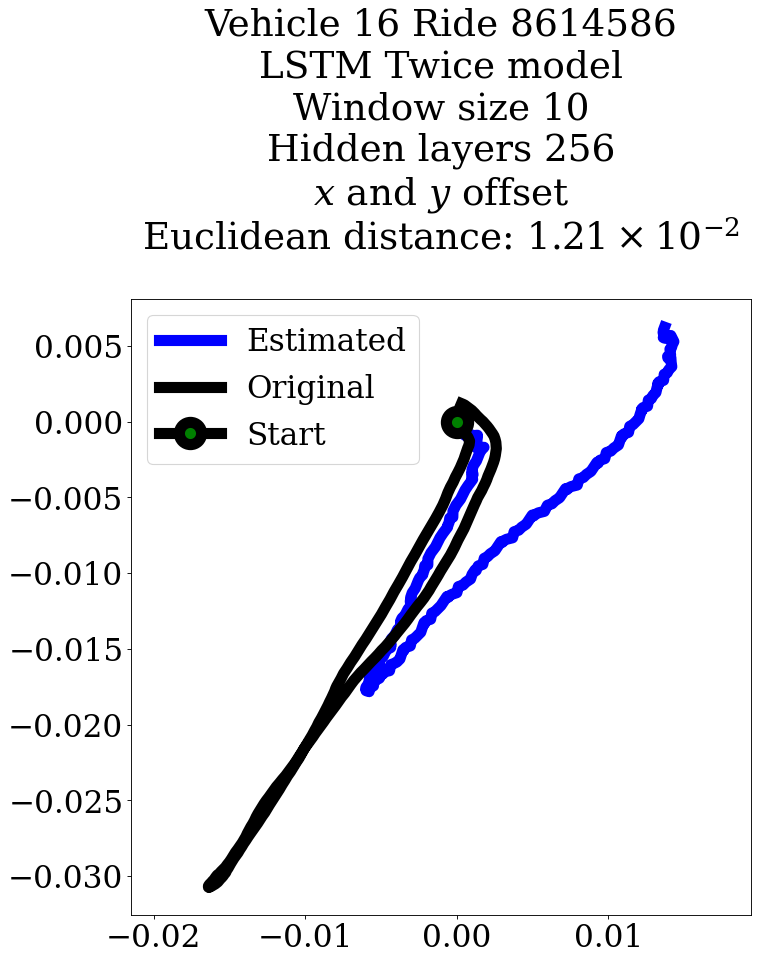 Vehicle 16 Ride 8614586
LSTM Twice model
Window size 10
Hidden layers 256
x and y offset
Euclidean distance: 1.21 × 10⁻²
Estimated
Original
Start
0.005
0.000
−0.005
−0.010
−0.015
−0.020
−0.025
−0.030
−0.02 −0.01 0.00 0.01